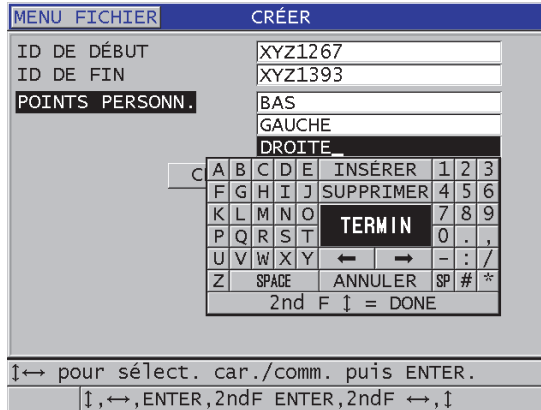 MENU FICHIER CRÉER
ID DE DÉBUT XYZ1267
ID DE FIN XYZ1393
POINTS PERSONN. BAS
GAUCHE
DROITE_
C
A B C D E INSÉRER 1 2 3
F G H I J SUPPRIMER 4 5 6
K L M N O TERMIN 7 8 9
P Q R S T 0 . ,
U V W X Y ← → - : /
Z SPACE ANNULER SP # *
2nd F ↕ = DONE
↕↔ pour sélect. car./comm. puis ENTER.
↕,↔,ENTER,2ndF ENTER,2ndF ↔,↕